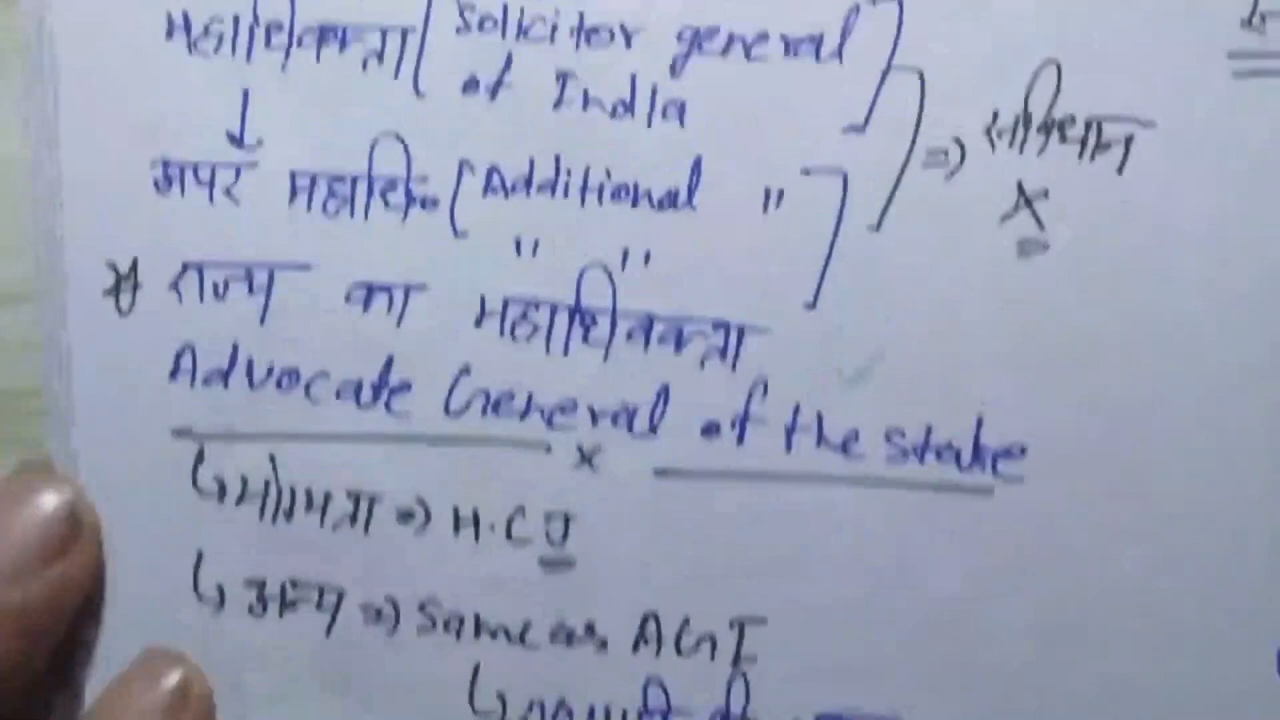 महाधिवक्ता ( Solicitor general
of India
↓
अपर महाधि. ( Additional "
" "
=) संविधान
X
* राज्य का महाधिवक्ता
Advocate General of the state
x
↳ योग्यता => H.C J
↳ अन्य => Same as AGI